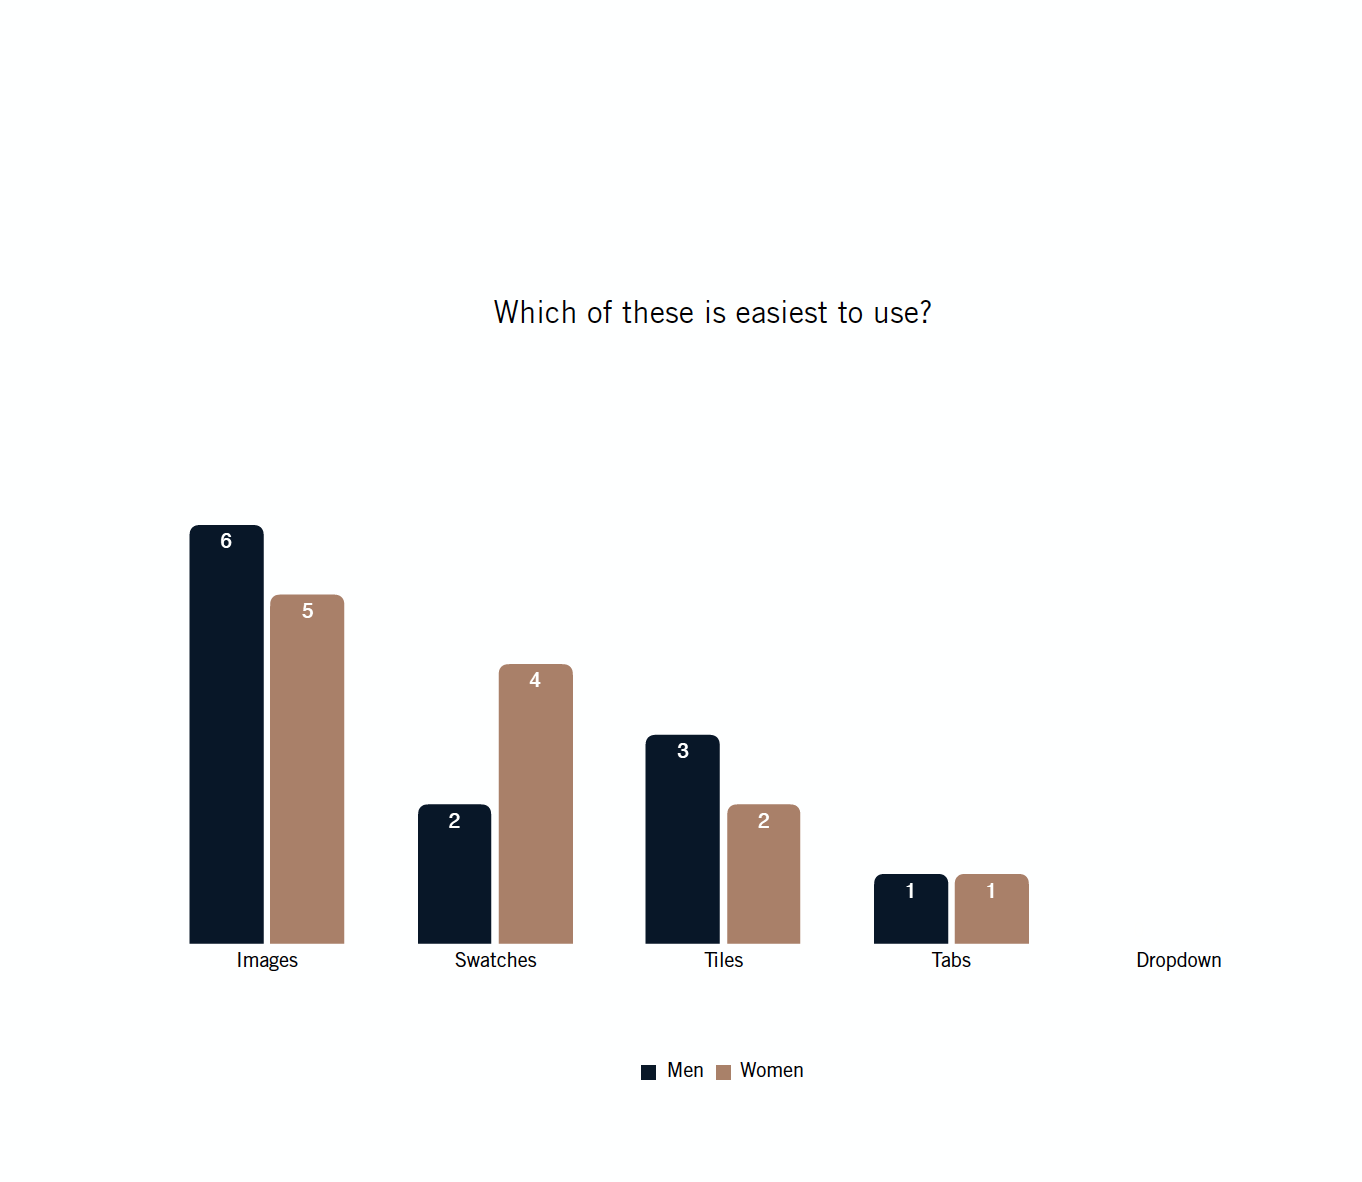 Which of these is easiest to use?
6
5
4
2
3
2
1
1
Images
Swatches
Tiles
Tabs
Dropdown
Men
Women